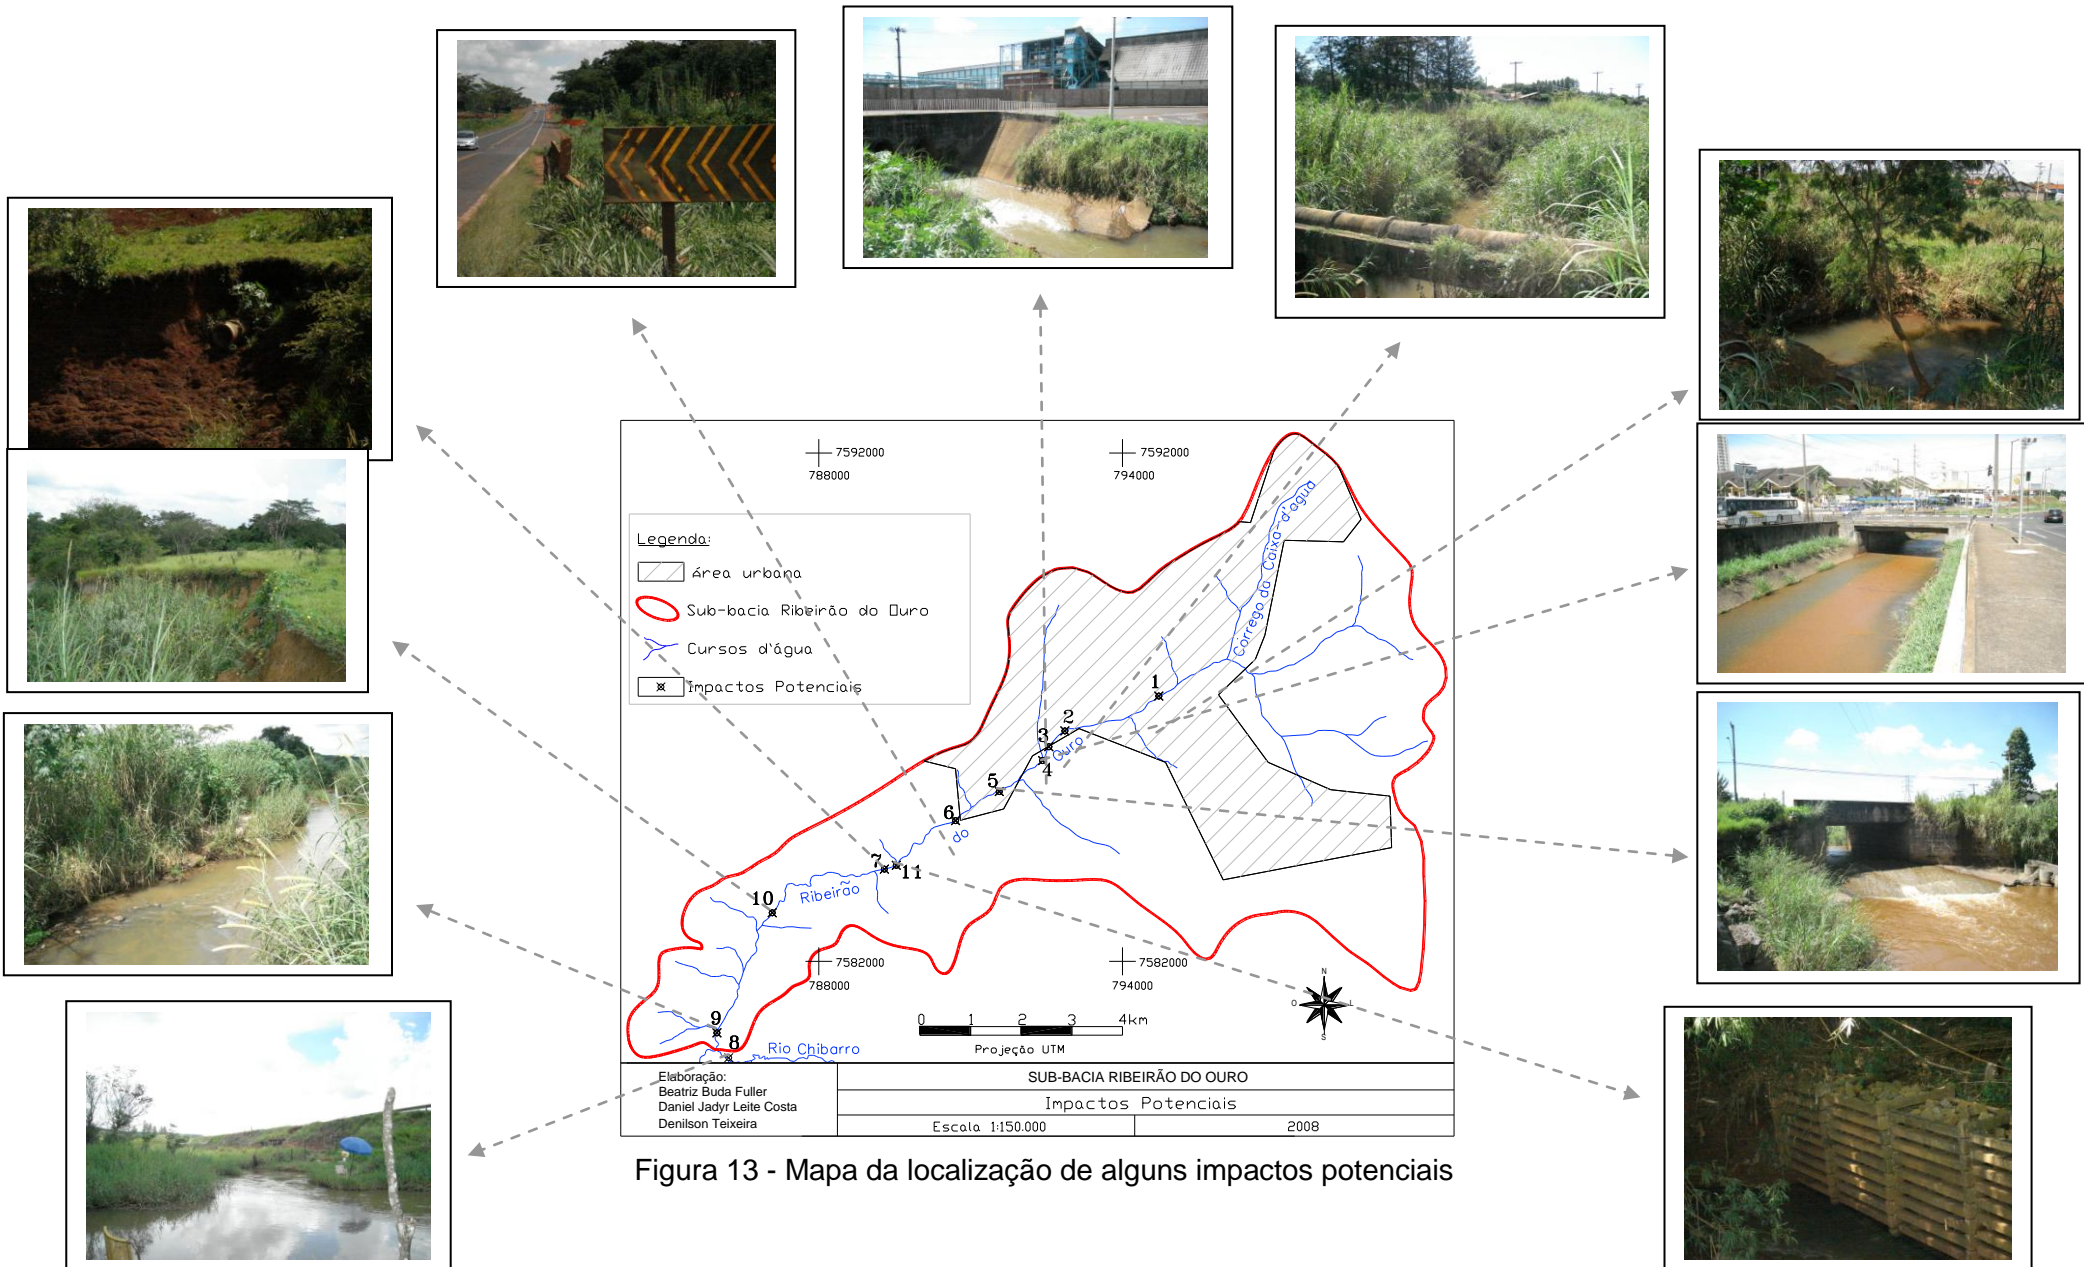 7592000
788000
7592000
794000
Legenda:
Área urbana
Sub-bacia Ribeirão do Ouro
Cursos d'água
Impactos Potenciais
Córrego da Caixa-d'agua
1
2
3
Ouro
4
5
6
do
7
11
10
Ribeirão
7582000
788000
7582000
794000
N
O
L
S
9
8
Rio Chibarro
0 1 2 3 4km
Projeção UTM
Elaboração:
Beatriz Buda Fuller
Daniel Jadyr Leite Costa
Denilson Teixeira
SUB-BACIA RIBEIRÃO DO OURO
Impactos Potenciais
Escala 1:150.000
2008
Figura 13 - Mapa da localização de alguns impactos potenciais